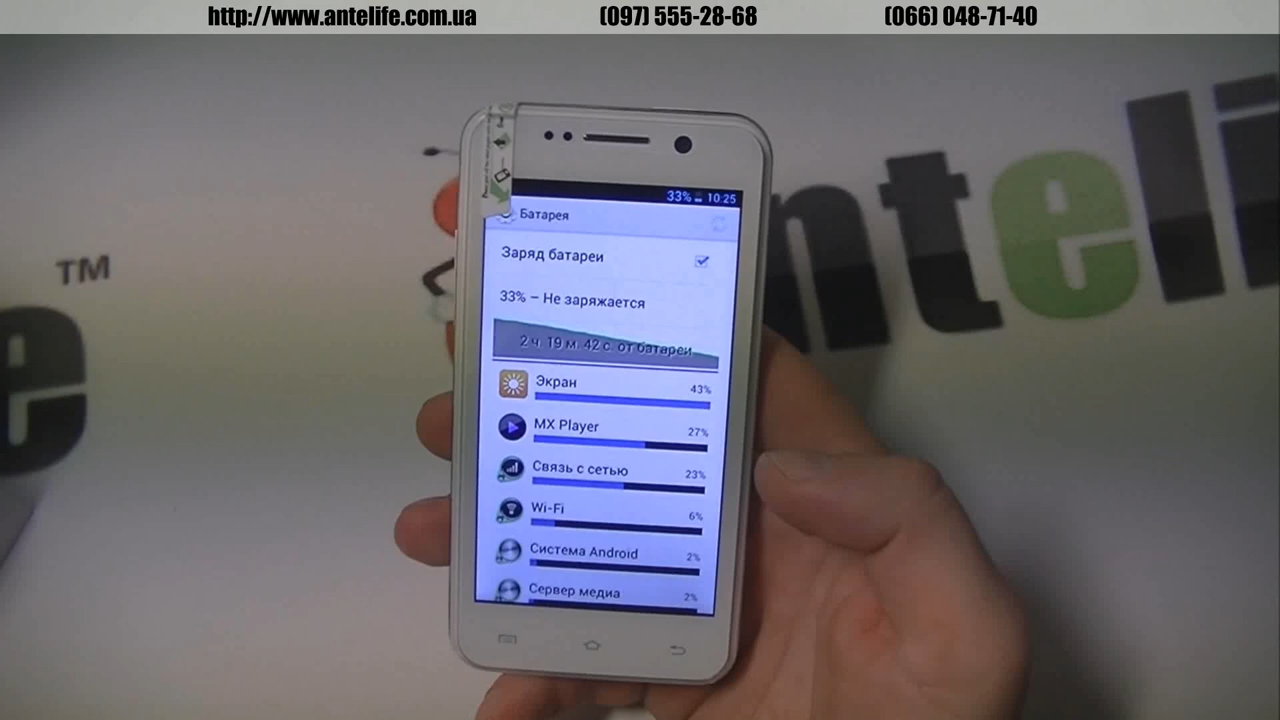 http://www.antelife.com.ua (097) 555-28-68 (066) 048-71-40
TM
e
anteli
33% 10:25
Батарея
Заряд батареи
33% – Не заряжается
2 ч. 19 м. 42 с. от батареи
Экран 43%
MX Player 27%
Связь с сетью 23%
Wi-Fi 6%
Система Android 2%
Сервер медиа 2%